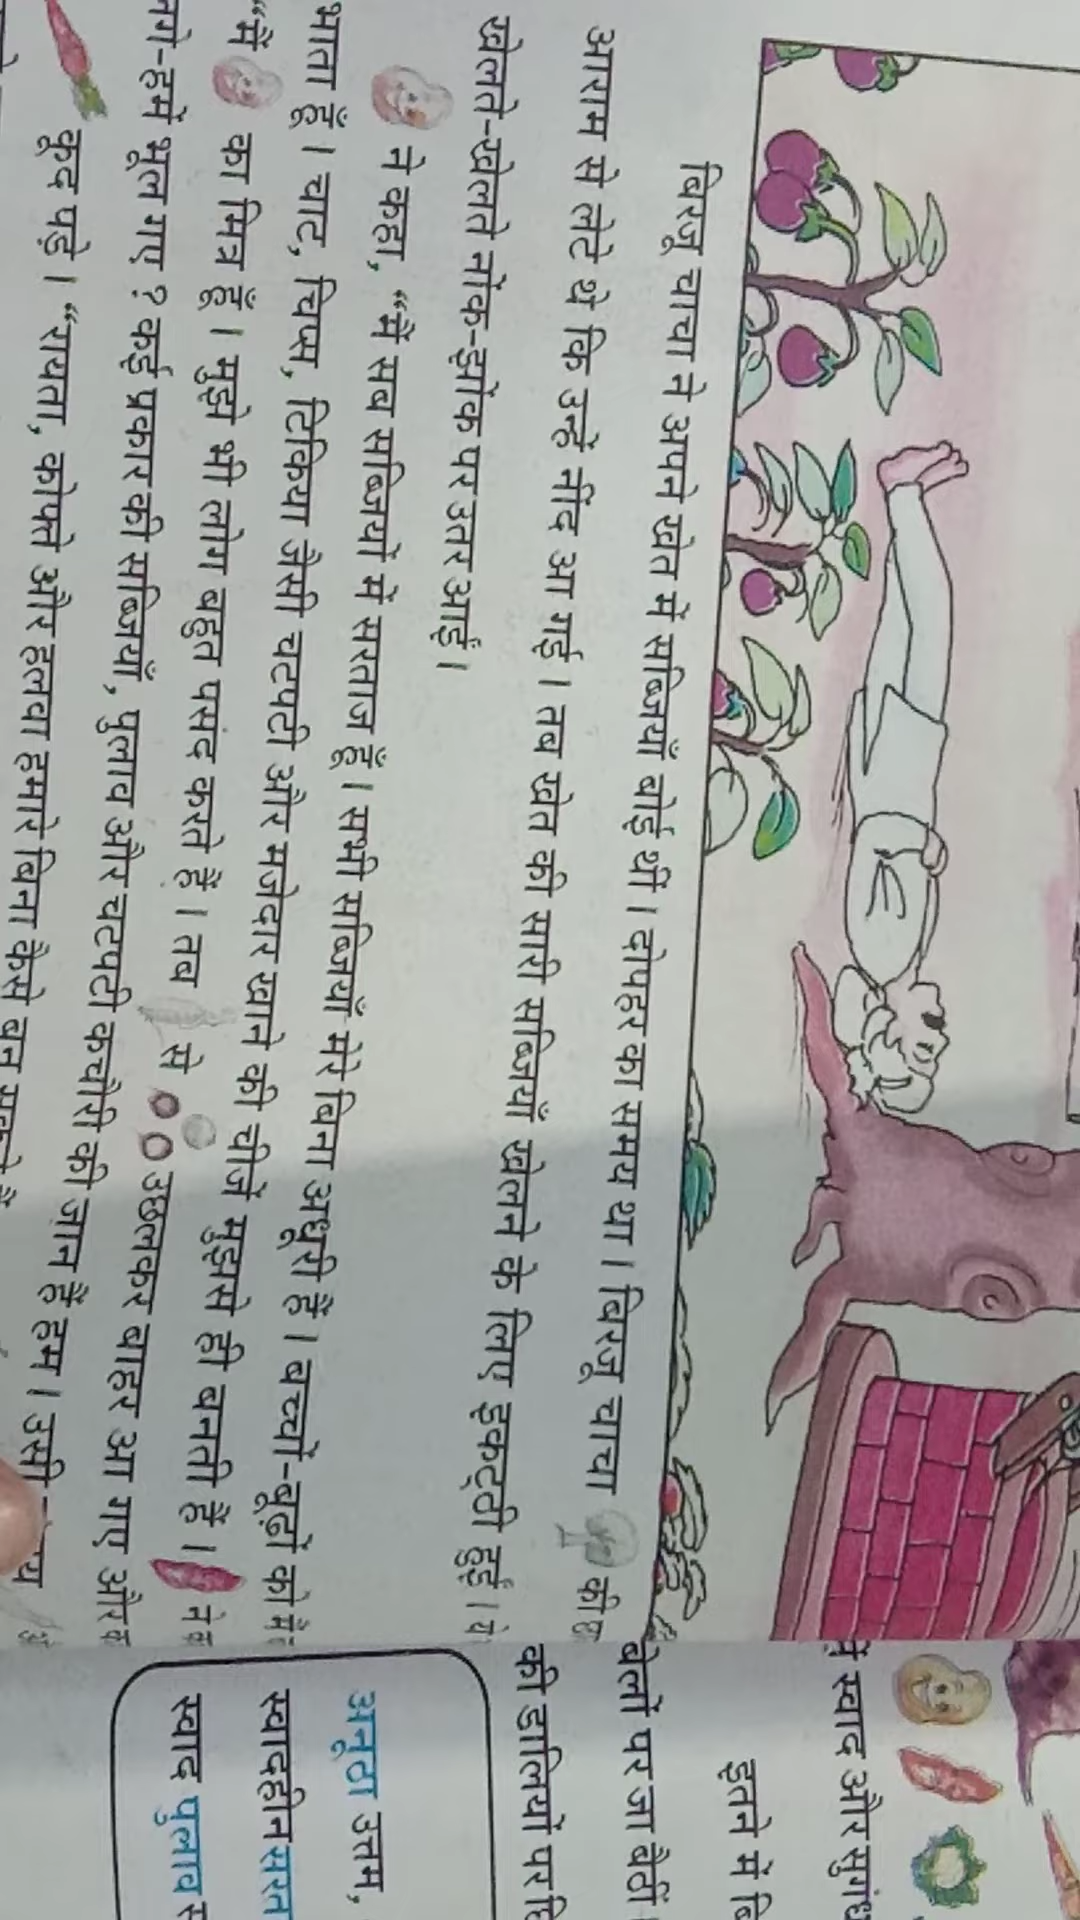 बिरजू चाचा ने अपने खेत में सब्जियाँ बोई थीं। दोपहर का समय था। बिरजू चाचा की
आराम से लेटे थे कि उन्हें नींद आ गई। तब खेत की सारी सब्जियाँ खेलने के लिए इकट्ठी हुईं।
खेलते-खेलते नोंक-झोंक पर उतर आईं।
ने कहा, “मैं सब सब्जियों में सरताज हूँ। सभी सब्जियाँ मेरे बिना अधूरी हैं। बच्चों-बूढ़ों को मैं
भाता हूँ। चाट, चिप्स, टिकिया जैसी चटपटी और मजेदार खाने की चीजें मुझसे ही बनती हैं। ने
“मैं का मित्र हूँ। मुझे भी लोग बहुत पसंद करते हैं। तब से उछलकर बाहर आ गए और
हमें भूल गए ? कई प्रकार की सब्जियाँ, पुलाव और चटपटी कचौरी की जान हैं हम। उसी
कूद पड़े। “रायता, कोफ्ते और हलवा हमारे बिना कैसे बन
में स्वाद और सुगंध
इतने में
बेलों पर जा बैठीं।
की डालियों पर
अनूठा उत्तम,
स्वादहीन सरत
स्वाद पुलाव